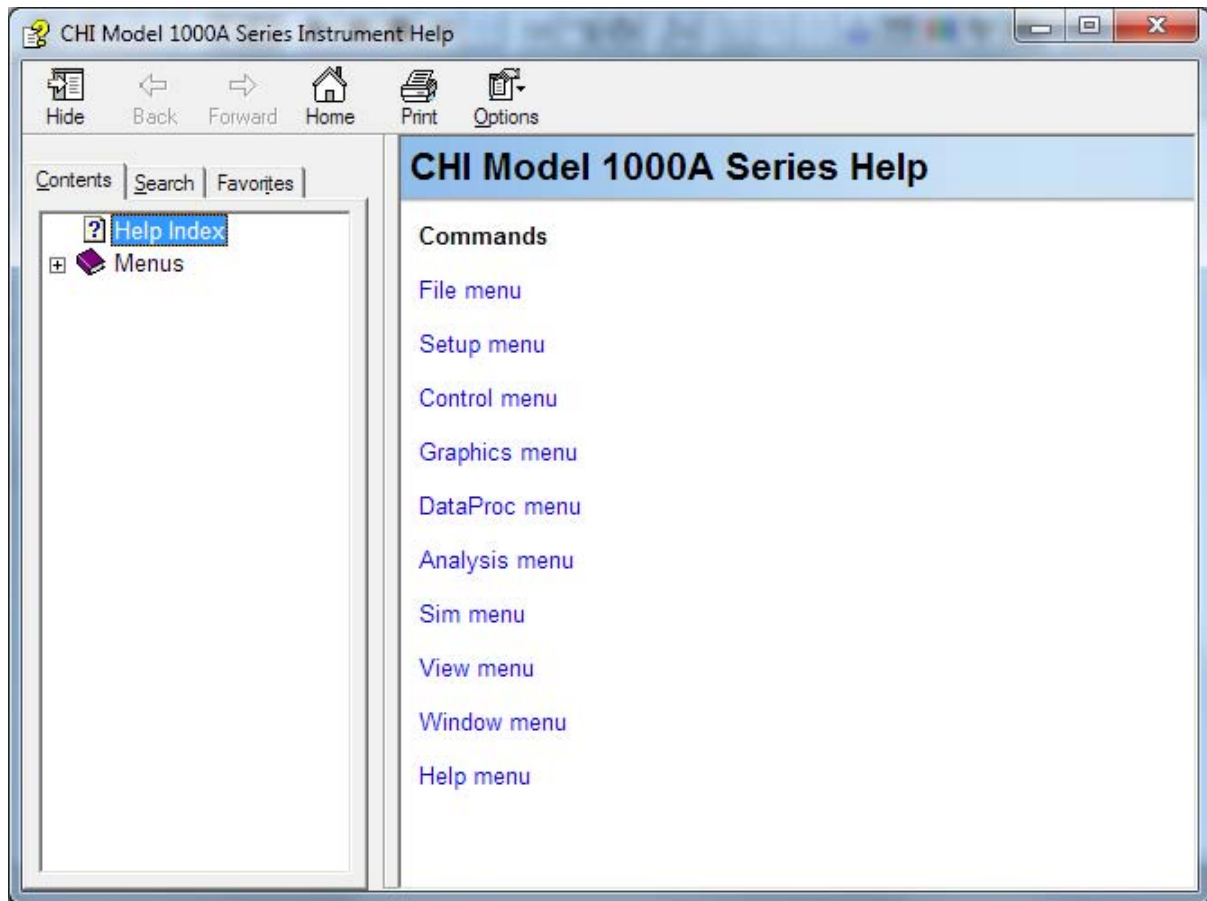 CHI Model 1000A Series Instrument Help
Hide Back Forward Home Print Options
Contents Search Favorites
Help Index
Menus
CHI Model 1000A Series Help
Commands
File menu
Setup menu
Control menu
Graphics menu
DataProc menu
Analysis menu
Sim menu
View menu
Window menu
Help menu